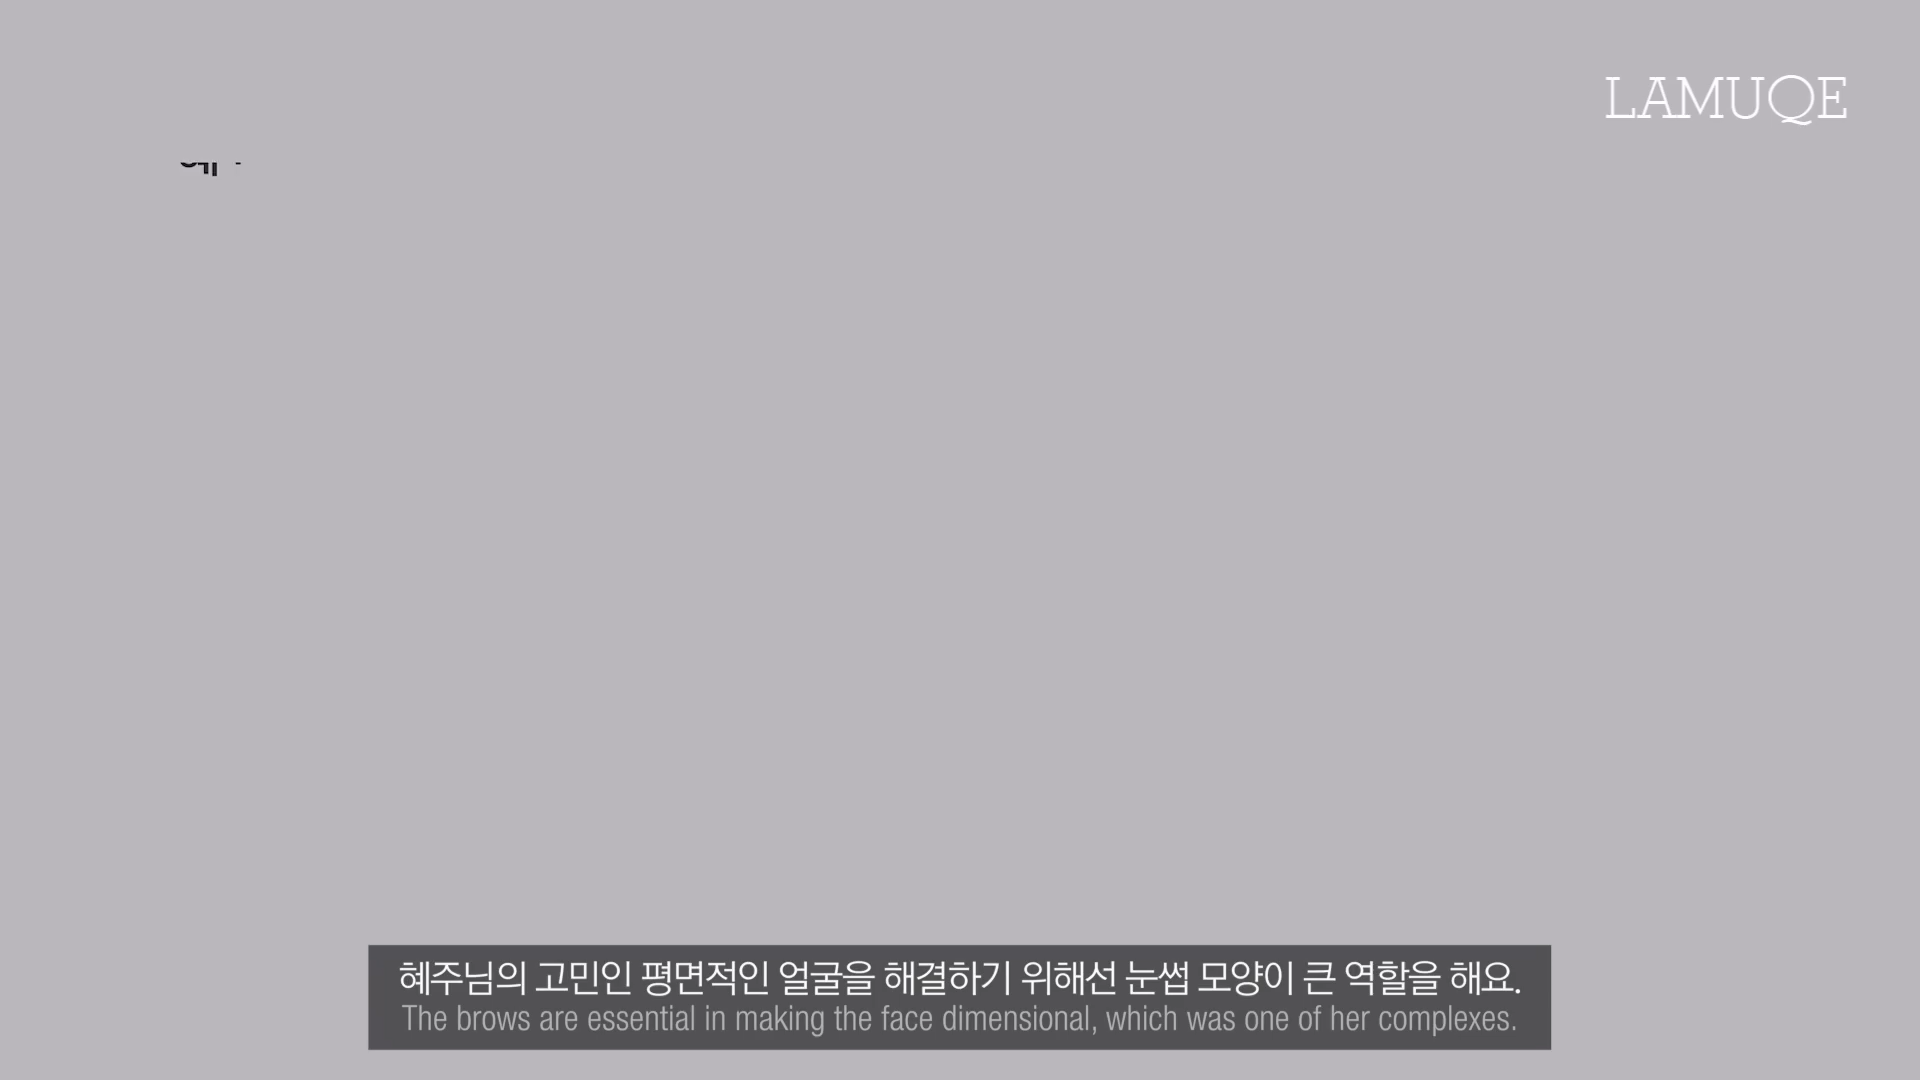 LAMUQE
혜주님의 고민인 평면적인 얼굴을 해결하기 위해선 눈썹 모양이 큰 역할을 해요.
The brows are essential in making the face dimensional, which was one of her complexes.